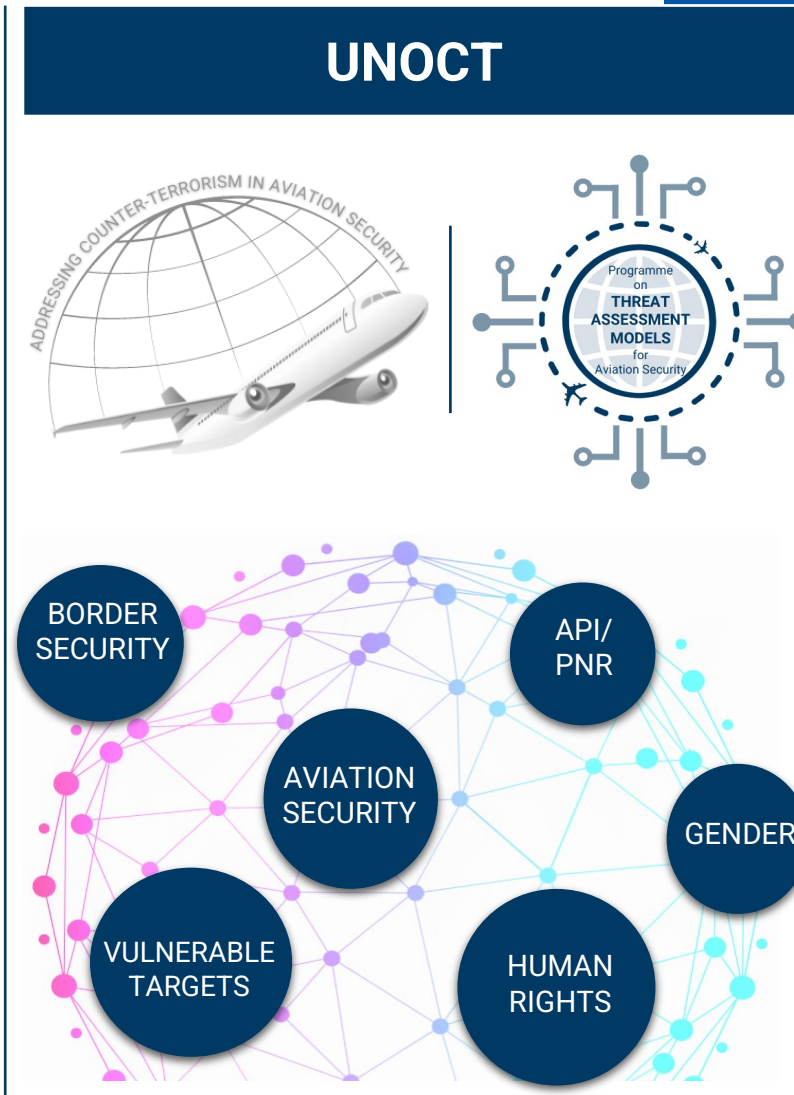 UNOCT
ADDRESSING COUNTER-TERRORISM IN AVIATION SECURITY
Programme
on
THREAT
ASSESSMENT
MODELS
for
Aviation Security
BORDER
SECURITY
API/
PNR
AVIATION
SECURITY
GENDER
VULNERABLE
TARGETS
HUMAN
RIGHTS